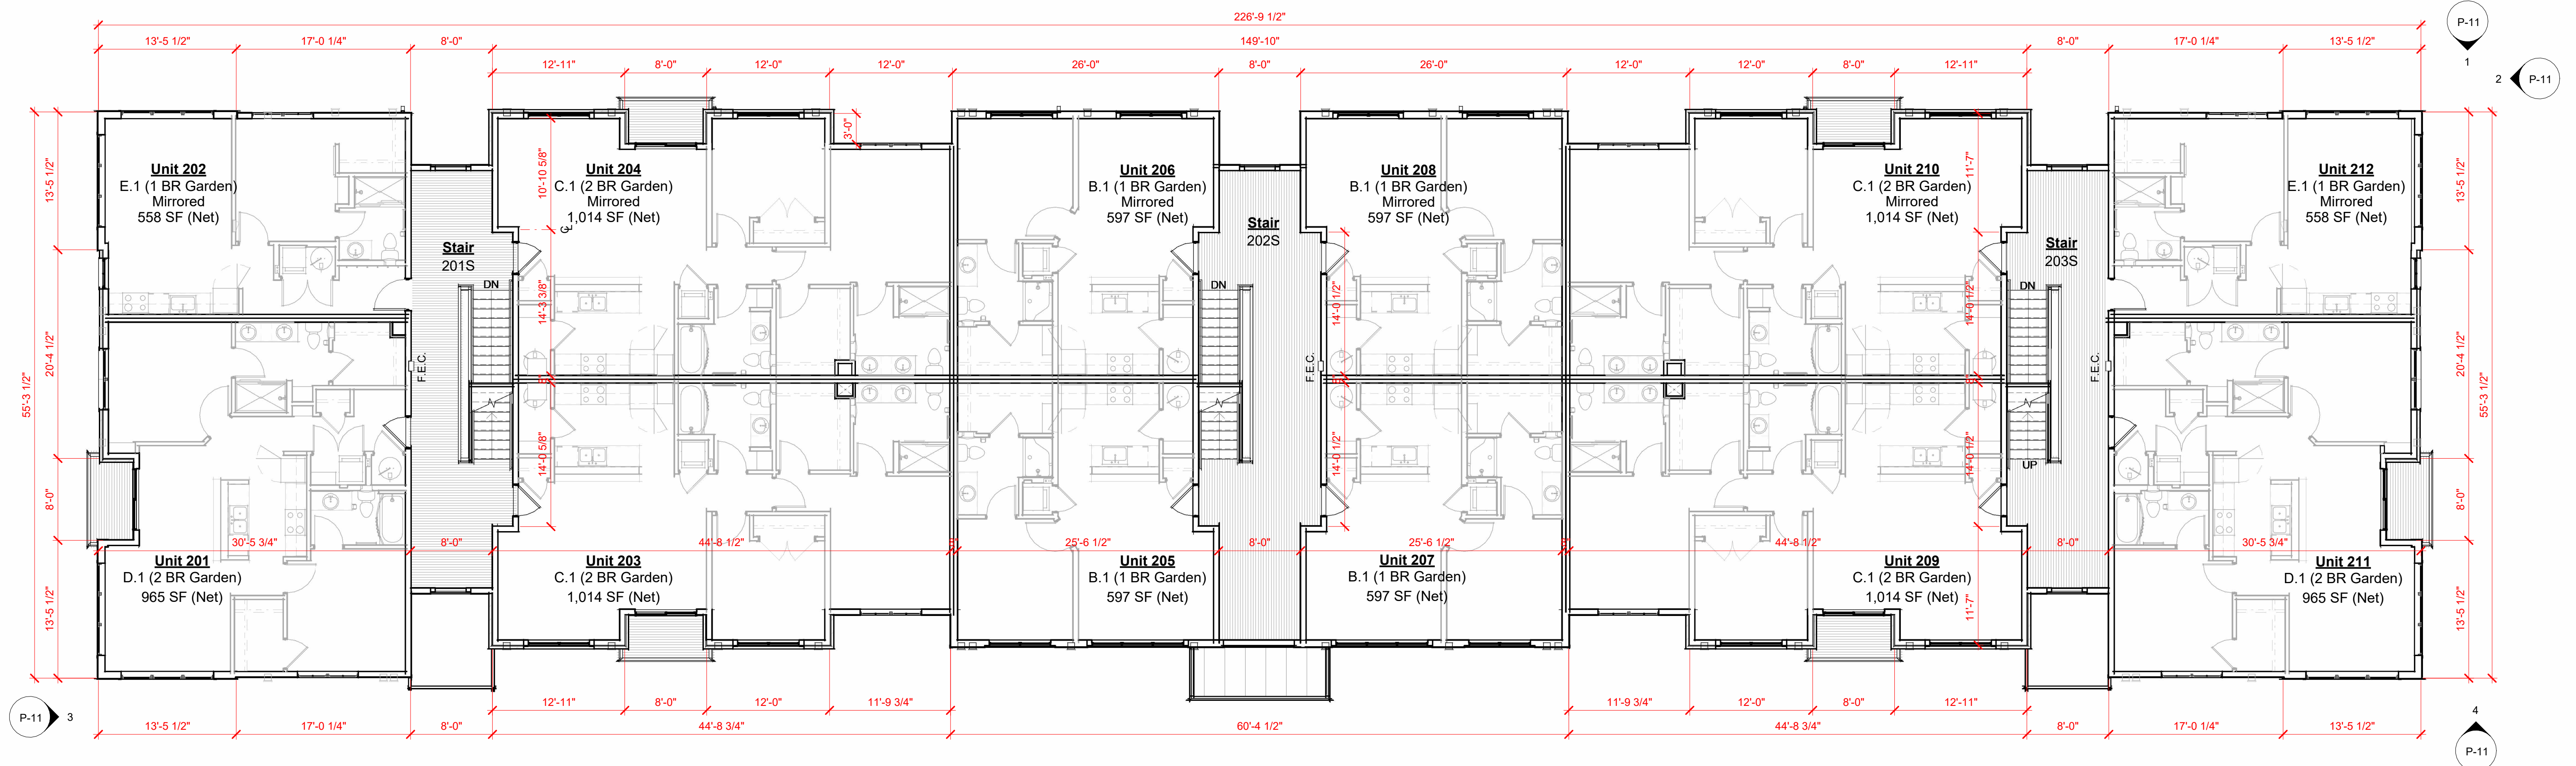 226'-9 1/2"
P-11
1
2
P-11
13'-5 1/2"
17'-0 1/4"
8'-0"
149'-10"
8'-0"
17'-0 1/4"
13'-5 1/2"
12'-11"
8'-0"
12'-0"
12'-0"
26'-0"
8'-0"
26'-0"
12'-0"
12'-0"
8'-0"
12'-11"
55'-3 1/2"
13'-5 1/2"
20'-4 1/2"
8'-0"
13'-5 1/2"
Unit 202
E.1 (1 BR Garden)
Mirrored
558 SF (Net)
Stair
201S
DN
F.E.C.
10'-10 5/8"
14'-3 3/8"
14'-0 5/8"
Unit 204
C.1 (2 BR Garden)
Mirrored
1,014 SF (Net)
3'-0"
Unit 206
B.1 (1 BR Garden)
Mirrored
597 SF (Net)
Stair
202S
DN
F.E.C.
14'-0 1/2"
14'-0 1/2"
Unit 208
B.1 (1 BR Garden)
Mirrored
597 SF (Net)
Unit 210
C.1 (2 BR Garden)
Mirrored
1,014 SF (Net)
11'-7"
14'-0 1/2"
14'-0 1/2"
11'-7"
Stair
203S
DN
UP
F.E.C.
Unit 212
E.1 (1 BR Garden)
Mirrored
558 SF (Net)
13'-5 1/2"
20'-4 1/2"
8'-0"
13'-5 1/2"
55'-3 1/2"
30'-5 3/4"
8'-0"
44'-8 1/2"
25'-6 1/2"
8'-0"
25'-6 1/2"
44'-8 1/2"
8'-0"
30'-5 3/4"
Unit 201
D.1 (2 BR Garden)
965 SF (Net)
Unit 203
C.1 (2 BR Garden)
1,014 SF (Net)
Unit 205
B.1 (1 BR Garden)
597 SF (Net)
Unit 207
B.1 (1 BR Garden)
597 SF (Net)
Unit 209
C.1 (2 BR Garden)
1,014 SF (Net)
Unit 211
D.1 (2 BR Garden)
965 SF (Net)
12'-11"
8'-0"
12'-0"
11'-9 3/4"
11'-9 3/4"
12'-0"
8'-0"
12'-11"
P-11
3
13'-5 1/2"
17'-0 1/4"
8'-0"
44'-8 3/4"
60'-4 1/2"
44'-8 3/4"
8'-0"
17'-0 1/4"
13'-5 1/2"
4
P-11